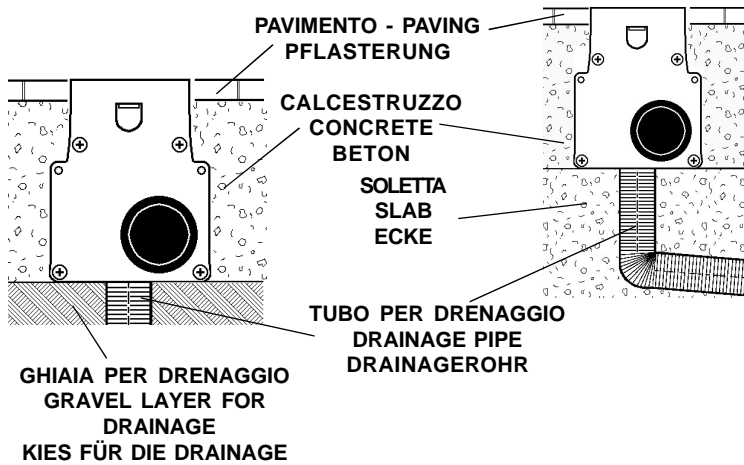 PAVIMENTO - PAVING
PFLASTERUNG
CALCESTRUZZO
CONCRETE
BETON
SOLETTA
SLAB
ECKE
TUBO PER DRENAGGIO
DRAINAGE PIPE
DRAINAGEROHR
GHIAIA PER DRENAGGIO
GRAVEL LAYER FOR
DRAINAGE
KIES FÜR DIE DRAINAGE